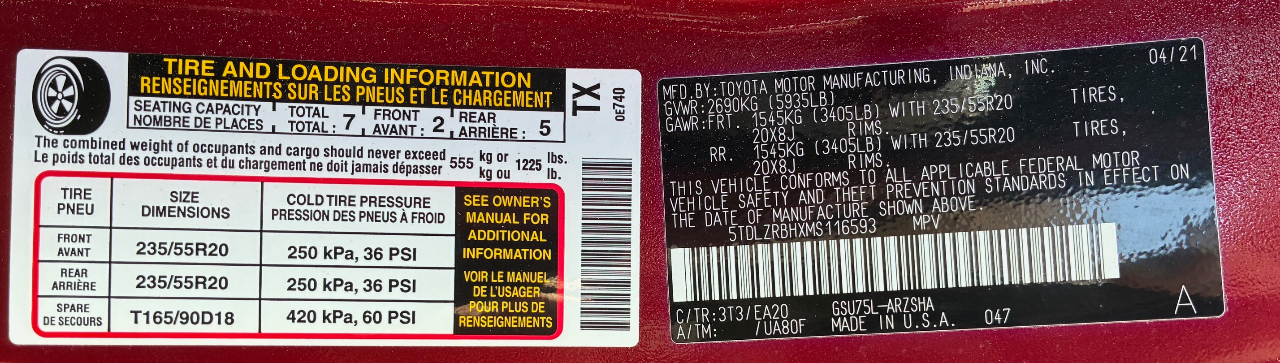 TIRE AND LOADING INFORMATION
RENSEIGNEMENTS SUR LES PNEUS ET LE CHARGEMENT
SEATING CAPACITY TOTAL FRONT REAR
NOMBRE DE PLACES TOTAL : 7 AVANT : 2 ARRIÈRE : 5
The combined weight of occupants and cargo should never exceed 555 kg or 1225 lbs.
Le poids total des occupants et du chargement ne doit jamais dépasser kg ou lb.
TIRE SIZE COLD TIRE PRESSURE
PNEU DIMENSIONS PRESSION DES PNEUS À FROID
FRONT
AVANT 235/55R20 250 kPa, 36 PSI
REAR
ARRIÈRE 235/55R20 250 kPa, 36 PSI
SPARE
DE SECOURS T165/90D18 420 kPa, 60 PSI
SEE OWNER'S
MANUAL FOR
ADDITIONAL
INFORMATION
VOIR LE MANUEL
DE L'USAGER
POUR PLUS DE
RENSEIGNEMENTS
TX
0E740
04/21
MFD.BY:TOYOTA MOTOR MANUFACTURING, INDIANA, INC.
GVWR:2690KG (5935LB)
GAWR:FRT. 1545KG (3405LB) WITH 235/55R20 TIRES,
20X8J RIMS.
RR. 1545KG (3405LB) WITH 235/55R20 TIRES,
20X8J RIMS.
THIS VEHICLE CONFORMS TO ALL APPLICABLE FEDERAL MOTOR
VEHICLE SAFETY AND THEFT PREVENTION STANDARDS IN EFFECT ON
THE DATE OF MANUFACTURE SHOWN ABOVE.
5TDLZRBHXMS116593 MPV
C/TR:3T3/EA20 GSU75L-ARZSHA
A/TM: /UA80F MADE IN U.S.A. 047
A